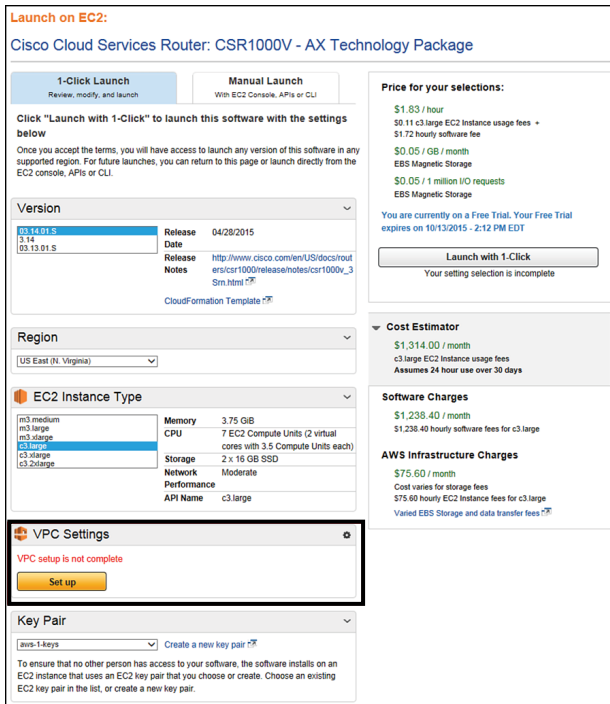 Launch on EC2:
Cisco Cloud Services Router: CSR1000V - AX Technology Package
1-Click Launch
Review, modify, and launch
Manual Launch
With EC2 Console, APIs or CLI
Click "Launch with 1-Click" to launch this software with the settings
below
Once you accept the terms, you will have access to launch any version of this software in any
supported region. For future launches, you can return to this page or launch directly from the
EC2 console, APIs or CLI.
Version
03.14.01.S
3.14
03.13.01.S
Release
Date
04/28/2015
Release
Notes
http://www.cisco.com/en/US/docs/rout
ers/csr1000/release/notes/csr1000v_3
Srn.html
CloudFormation Template
Region
US East (N. Virginia)
EC2 Instance Type
m3.medium
m3.large
m3.xlarge
c3.large
c3.xlarge
c3.2xlarge
Memory 3.75 GiB
CPU 7 EC2 Compute Units (2 virtual
cores with 3.5 Compute Units each)
Storage 2 x 16 GB SSD
Network Moderate
Performance
API Name c3.large
VPC Settings
VPC setup is not complete
Set up
Key Pair
aws-1-keys
Create a new key pair
To ensure that no other person has access to your software, the software installs on an
EC2 instance that uses an EC2 key pair that you choose or create. Choose an existing
EC2 key pair in the list, or create a new key pair.
Price for your selections:
$1.83 / hour
$0.11 c3.large EC2 Instance usage fees +
$1.72 hourly software fee
$0.05 / GB / month
EBS Magnetic Storage
$0.05 / 1 million I/O requests
EBS Magnetic Storage
You are currently on a Free Trial. Your Free Trial
expires on 10/13/2015 - 2:12 PM EDT
Launch with 1-Click
Your setting selection is incomplete
Cost Estimator
$1,314.00 / month
c3.large EC2 Instance usage fees
Assumes 24 hour use over 30 days
Software Charges
$1,238.40 / month
$1,238.40 hourly software fees for c3.large
AWS Infrastructure Charges
$75.60 / month
Cost varies for storage fees
$75.60 hourly EC2 Instance fees for c3.large
Varied EBS Storage and data transfer fees